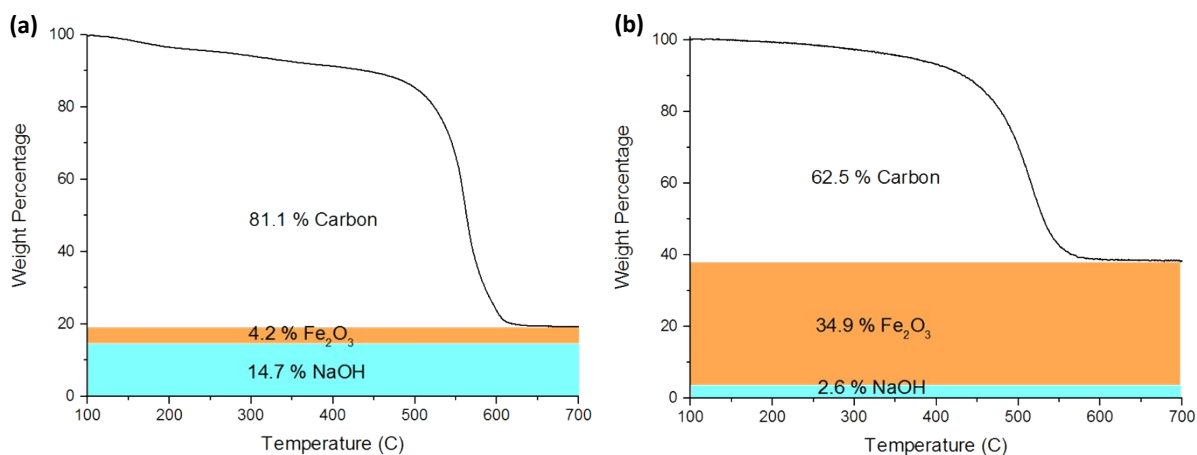 (a)
100
80
60
40
20
0
Weight Percentage
81.1 % Carbon
4.2 % Fe₂O₃
14.7 % NaOH
100 200 300 400 500 600 700
Temperature (C)
(b)
100
80
60
40
20
0
Weight Percentage
62.5 % Carbon
34.9 % Fe₂O₃
2.6 % NaOH
100 200 300 400 500 600 700
Temperature (C)